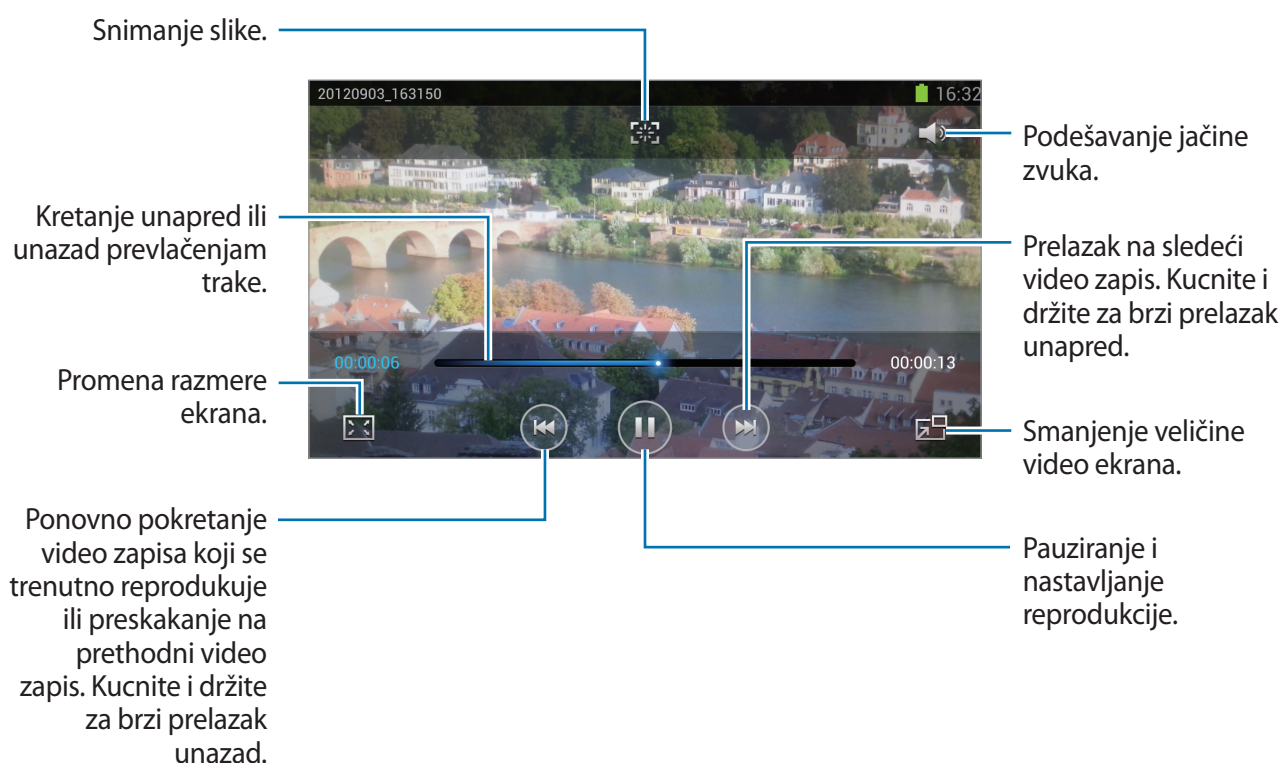 Snimanje slike.
20120903_163150
16:32
Podešavanje jačine
zvuka.
Kretanje unapred ili
unazad prevlačenjam
trake.
Prelazak na sledeći
video zapis. Kucnite i
držite za brzi prelazak
unapred.
00:00:06
00:00:13
Promena razmere
ekrana.
Smanjenje veličine
video ekrana.
Ponovno pokretanje
video zapisa koji se
trenutno reprodukuje
ili preskakanje na
prethodni video
zapis. Kucnite i držite
za brzi prelazak
unazad.
Pauziranje i
nastavljanje
reprodukcije.